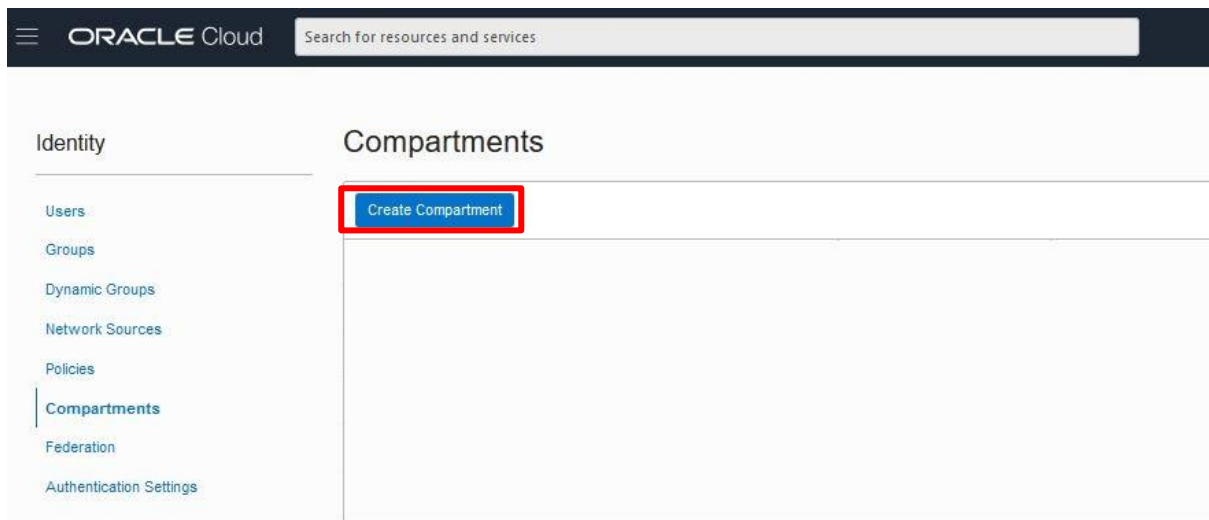 ORACLE Cloud
Search for resources and services
Identity
Compartments
Users
Create Compartment
Groups
Dynamic Groups
Network Sources
Policies
Compartments
Federation
Authentication Settings